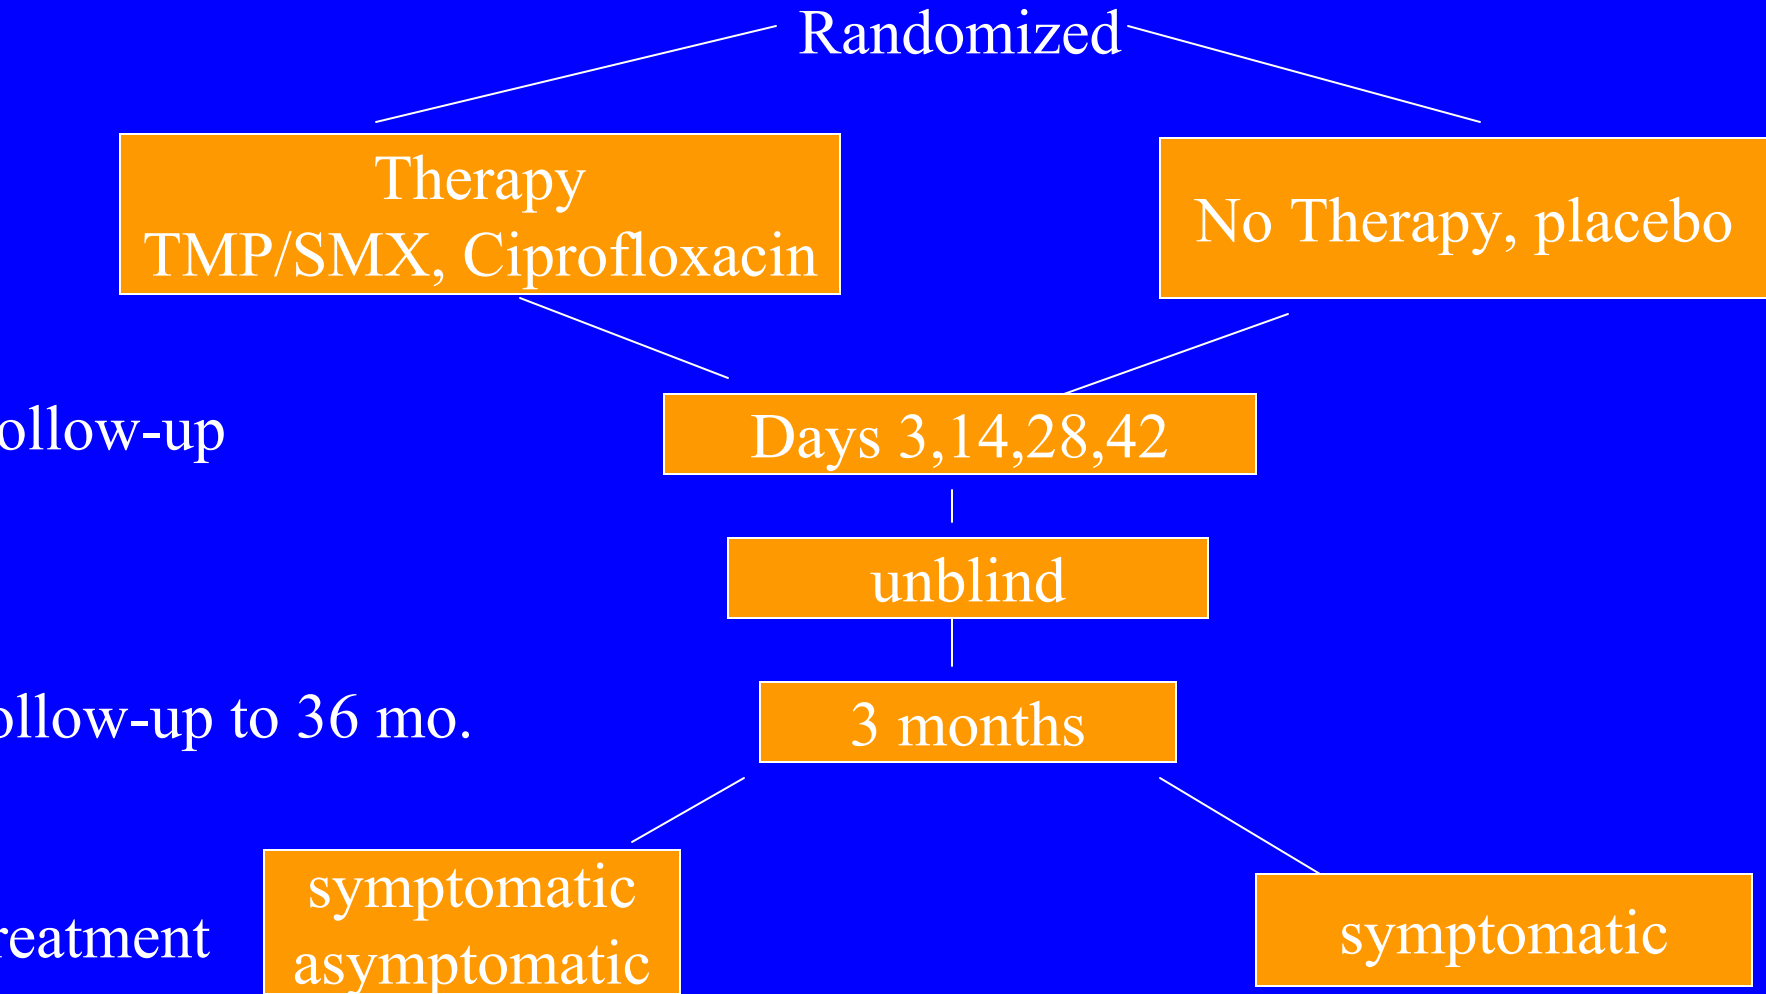 Randomized
Therapy
TMP/SMX, Ciprofloxacin
No Therapy, placebo
ollow-up
Days 3,14,28,42
unblind
ollow-up to 36 mo.
3 months
symptomatic
asymptomatic
reatment
symptomatic